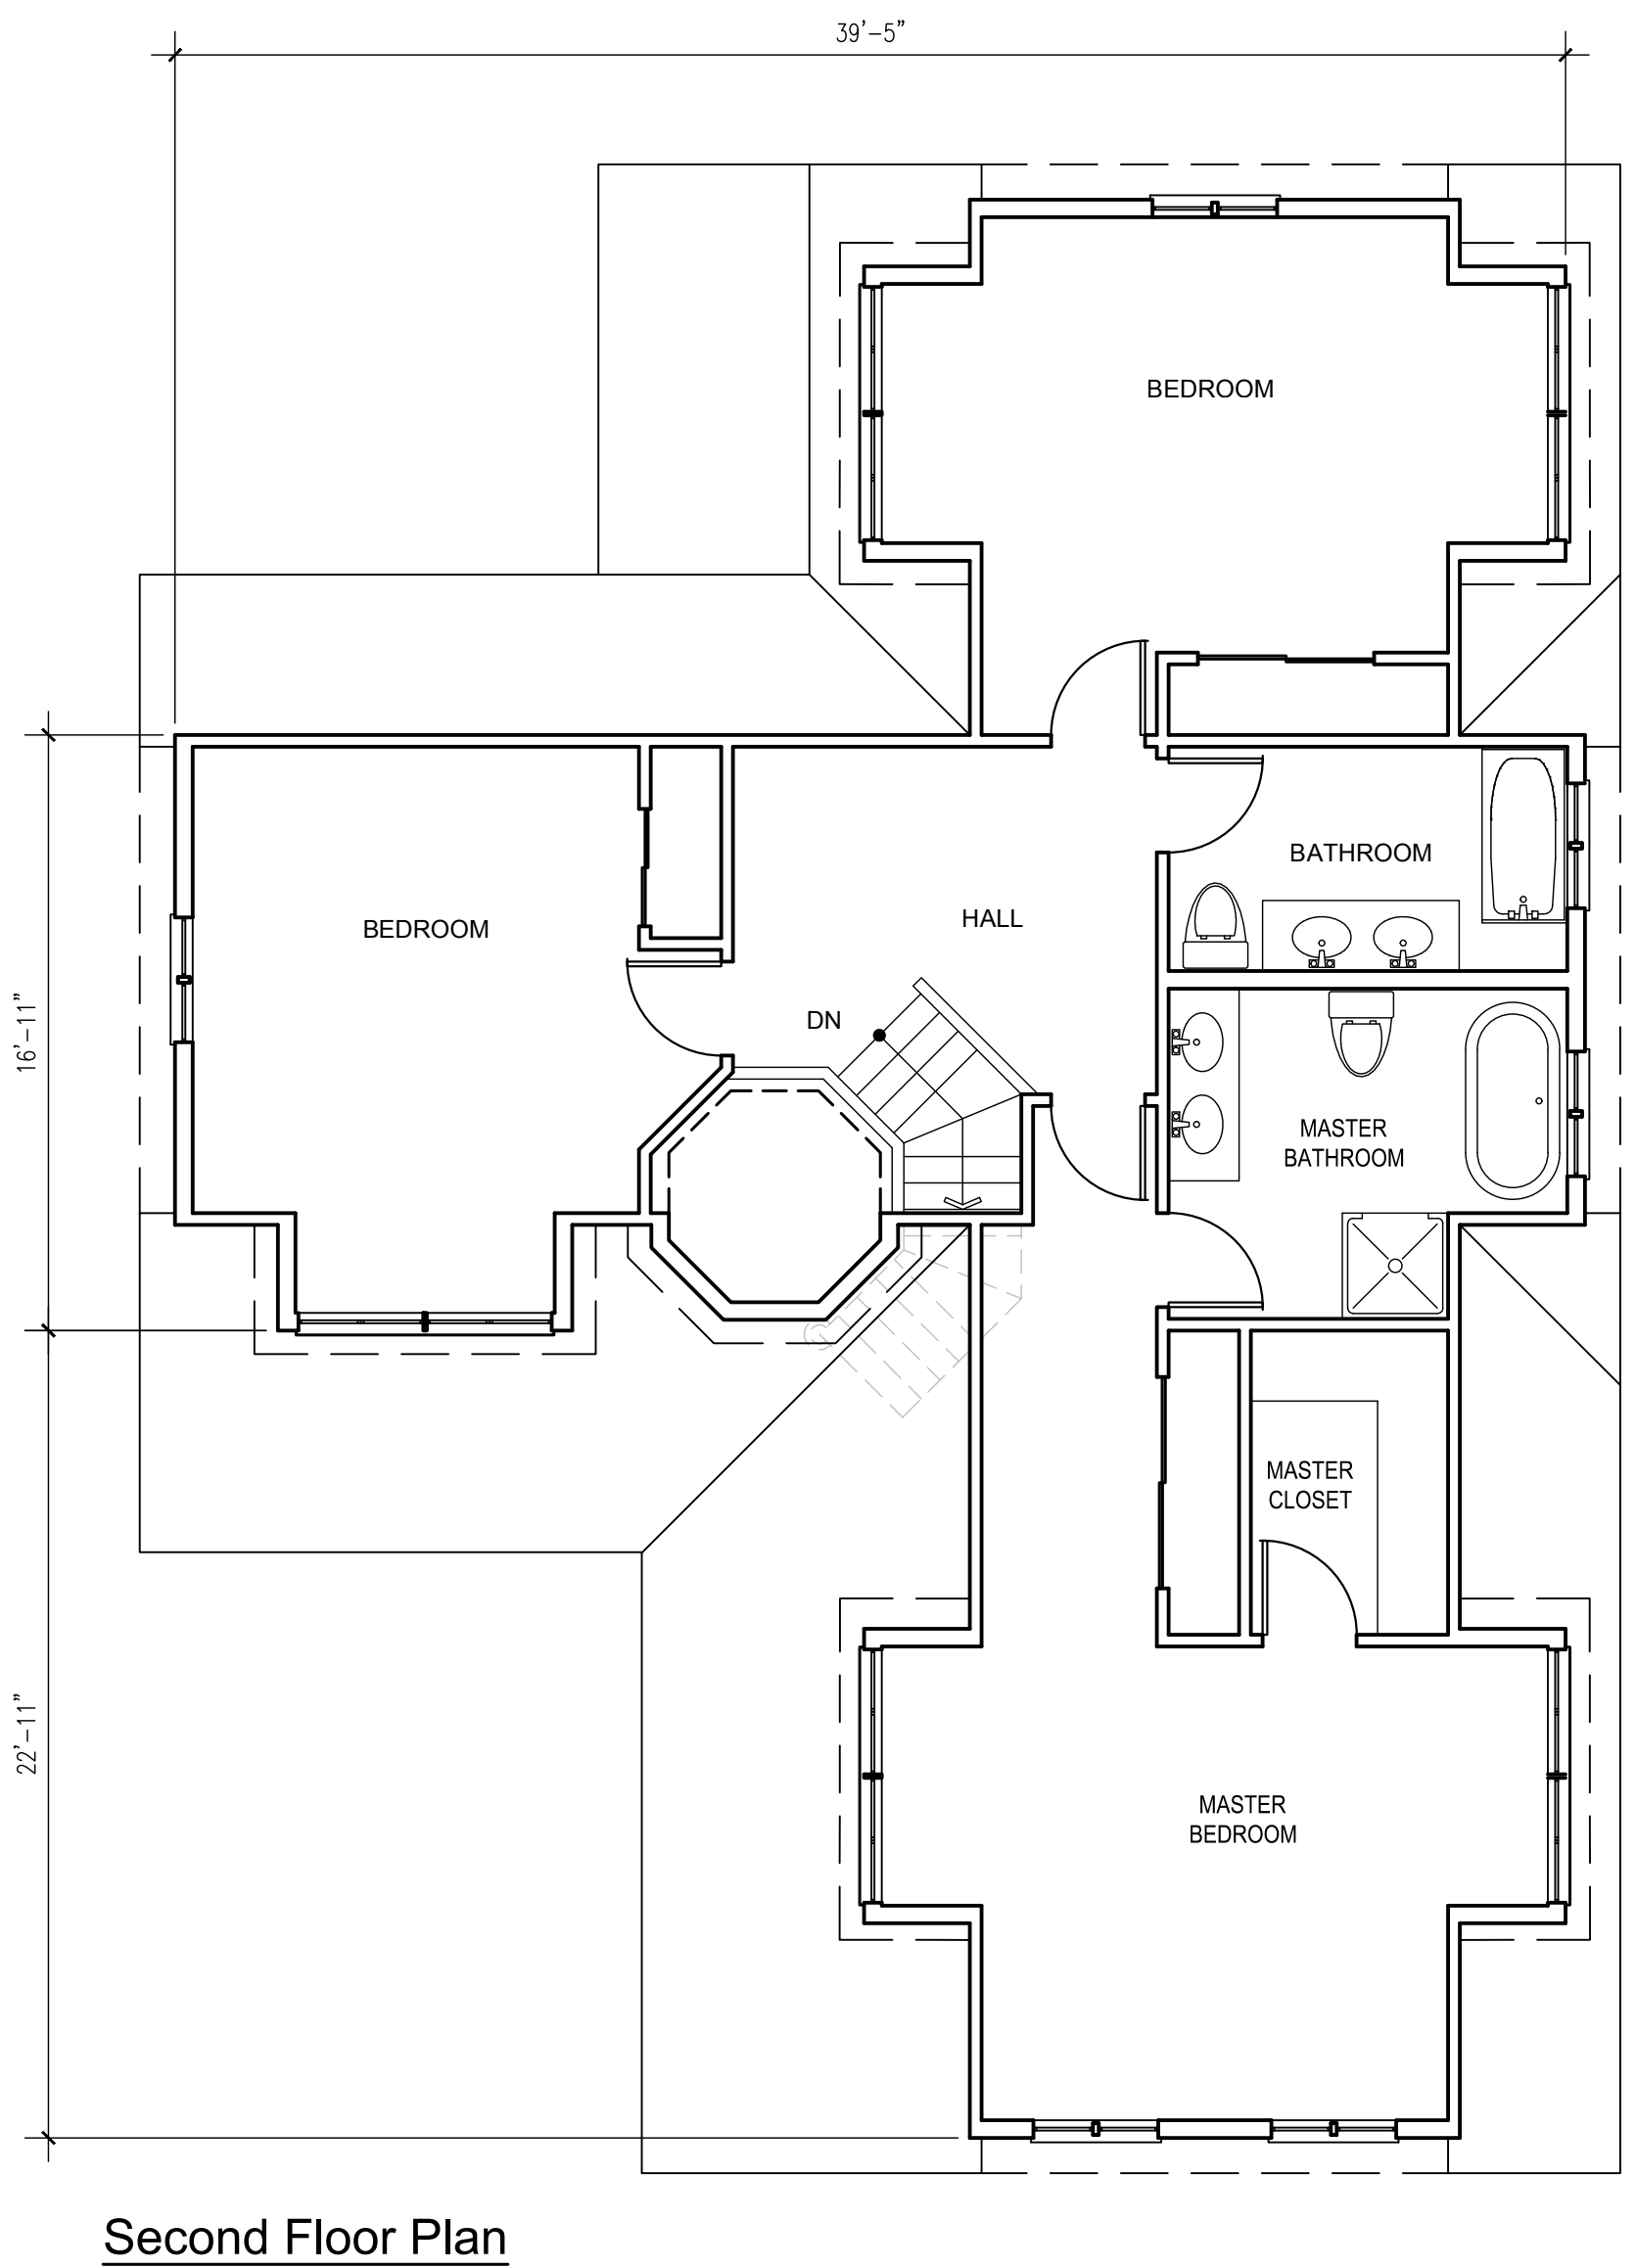 39’-5”
BEDROOM
BATHROOM
HALL
BEDROOM
16’-11”
DN
MASTER
BATHROOM
MASTER
CLOSET
22’-11”
MASTER
BEDROOM
Second Floor Plan